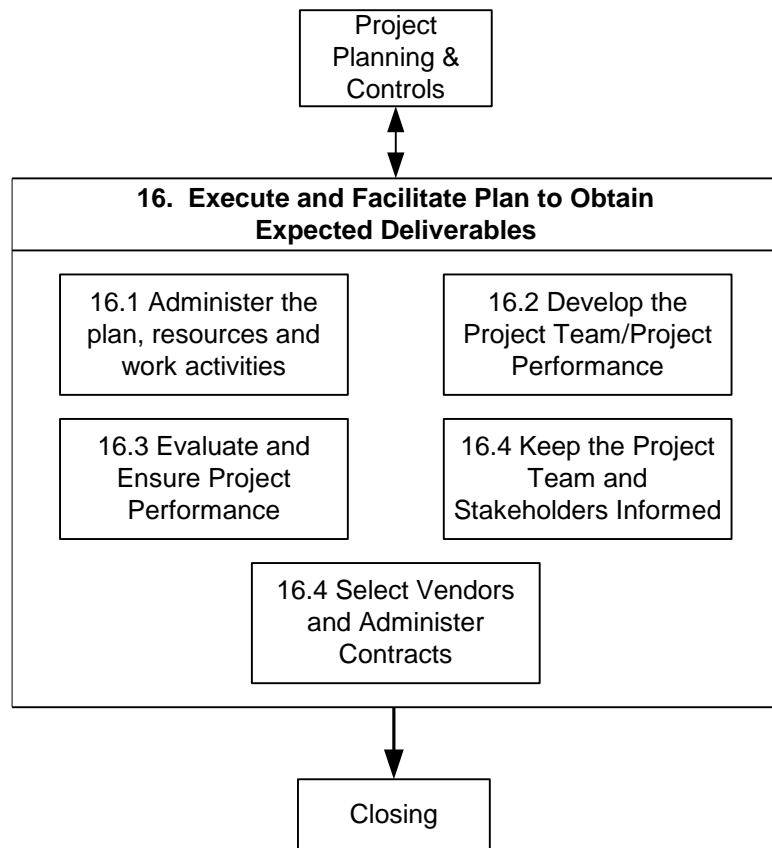 Project
Planning &
Controls
16.  Execute and Facilitate Plan to Obtain
Expected Deliverables
16.1 Administer the
plan, resources and
work activities
16.2 Develop the
Project Team/Project
Performance
16.3 Evaluate and
Ensure Project
Performance
16.4 Keep the Project
Team and
Stakeholders Informed
16.4 Select Vendors
and Administer
Contracts
Closing